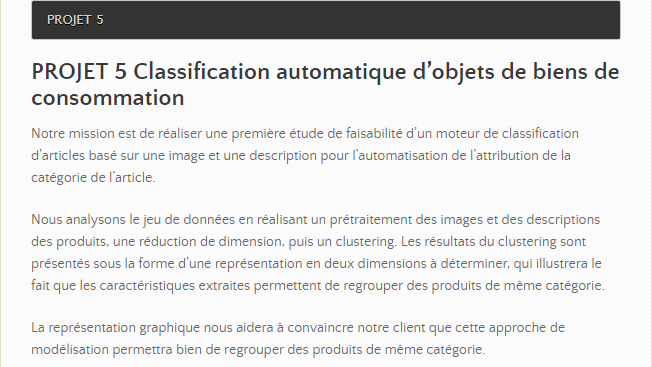 PROJET 5
PROJET 5 Classification automatique d’objets de biens de
consommation
Notre mission est de réaliser une première étude de faisabilité d’un moteur de classification
d’articles basé sur une image et une description pour l’automatisation de l’attribution de la
catégorie de l’article.
Nous analysons le jeu de données en réalisant un prétraitement des images et des descriptions
des produits, une réduction de dimension, puis un clustering. Les résultats du clustering sont
présentés sous la forme d’une représentation en deux dimensions à déterminer, qui illustrera le
fait que les caractéristiques extraites permettent de regrouper des produits de même catégorie.
La représentation graphique nous aidera à convaincre notre client que cette approche de
modélisation permettra bien de regrouper des produits de même catégorie.